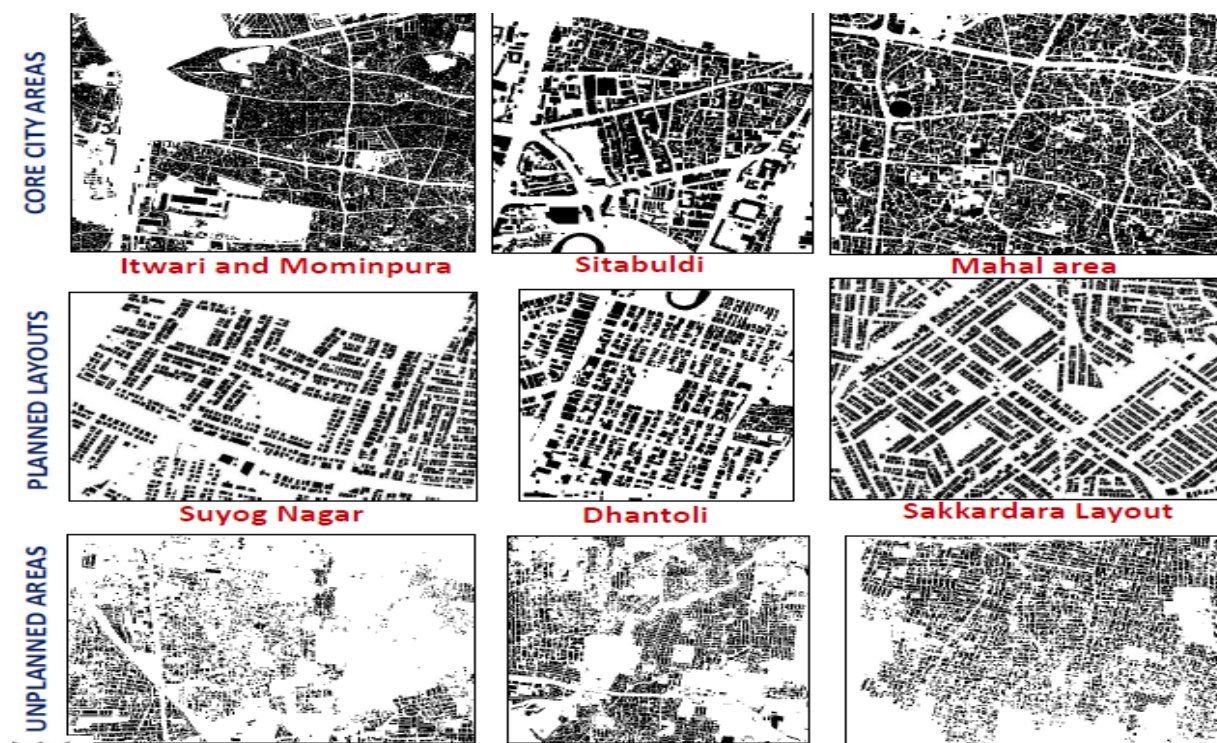 CORE CITY AREAS
Itwari and Mominpura
Sitabuldi
Mahal area
PLANNED LAYOUTS
Suyog Nagar
Dhantoli
Sakkardara Layout
UNPLANNED AREAS